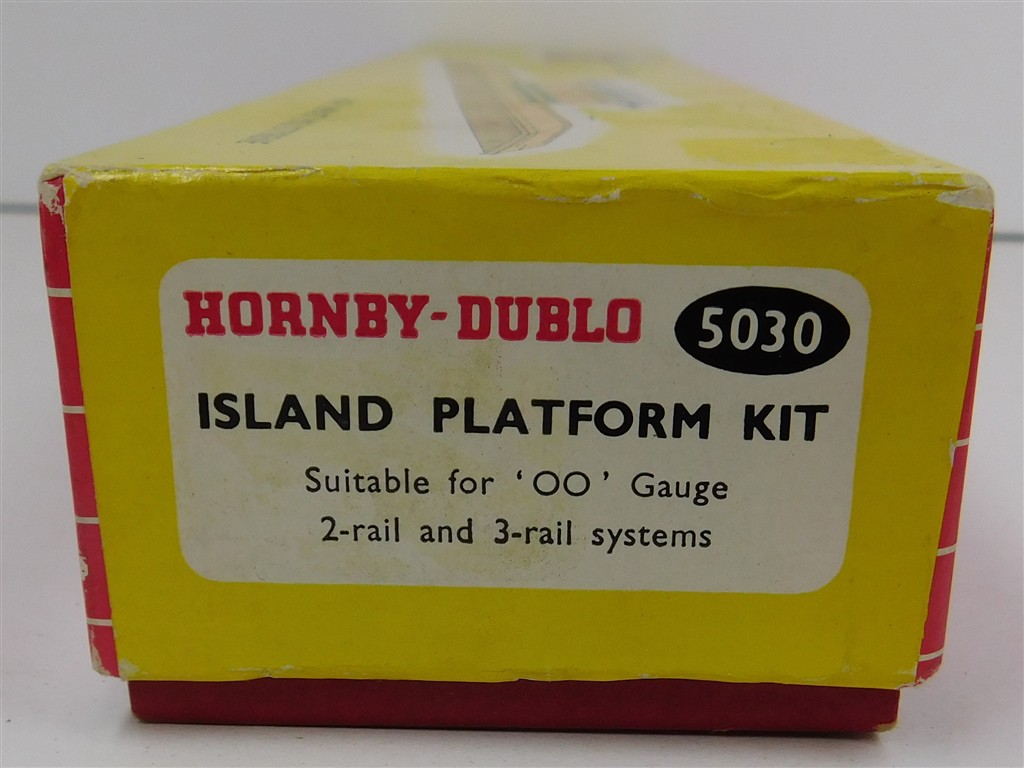 HORNBY-DUBLO 5030
ISLAND PLATFORM KIT
Suitable for ‘OO’ Gauge
2-rail and 3-rail systems